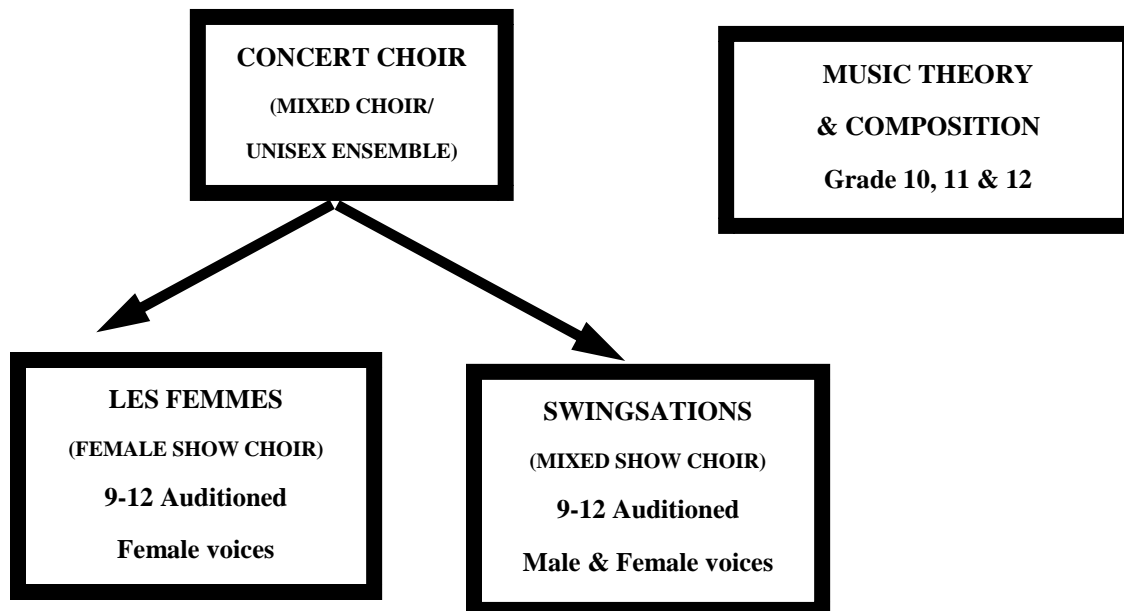 CONCERT CHOIR
(MIXED CHOIR/
UNISEX ENSEMBLE)
MUSIC THEORY
& COMPOSITION
Grade 10, 11 & 12
LES FEMMES
(FEMALE SHOW CHOIR)
9-12 Auditioned
Female voices
SWINGSATIONS
(MIXED SHOW CHOIR)
9-12 Auditioned
Male & Female voices